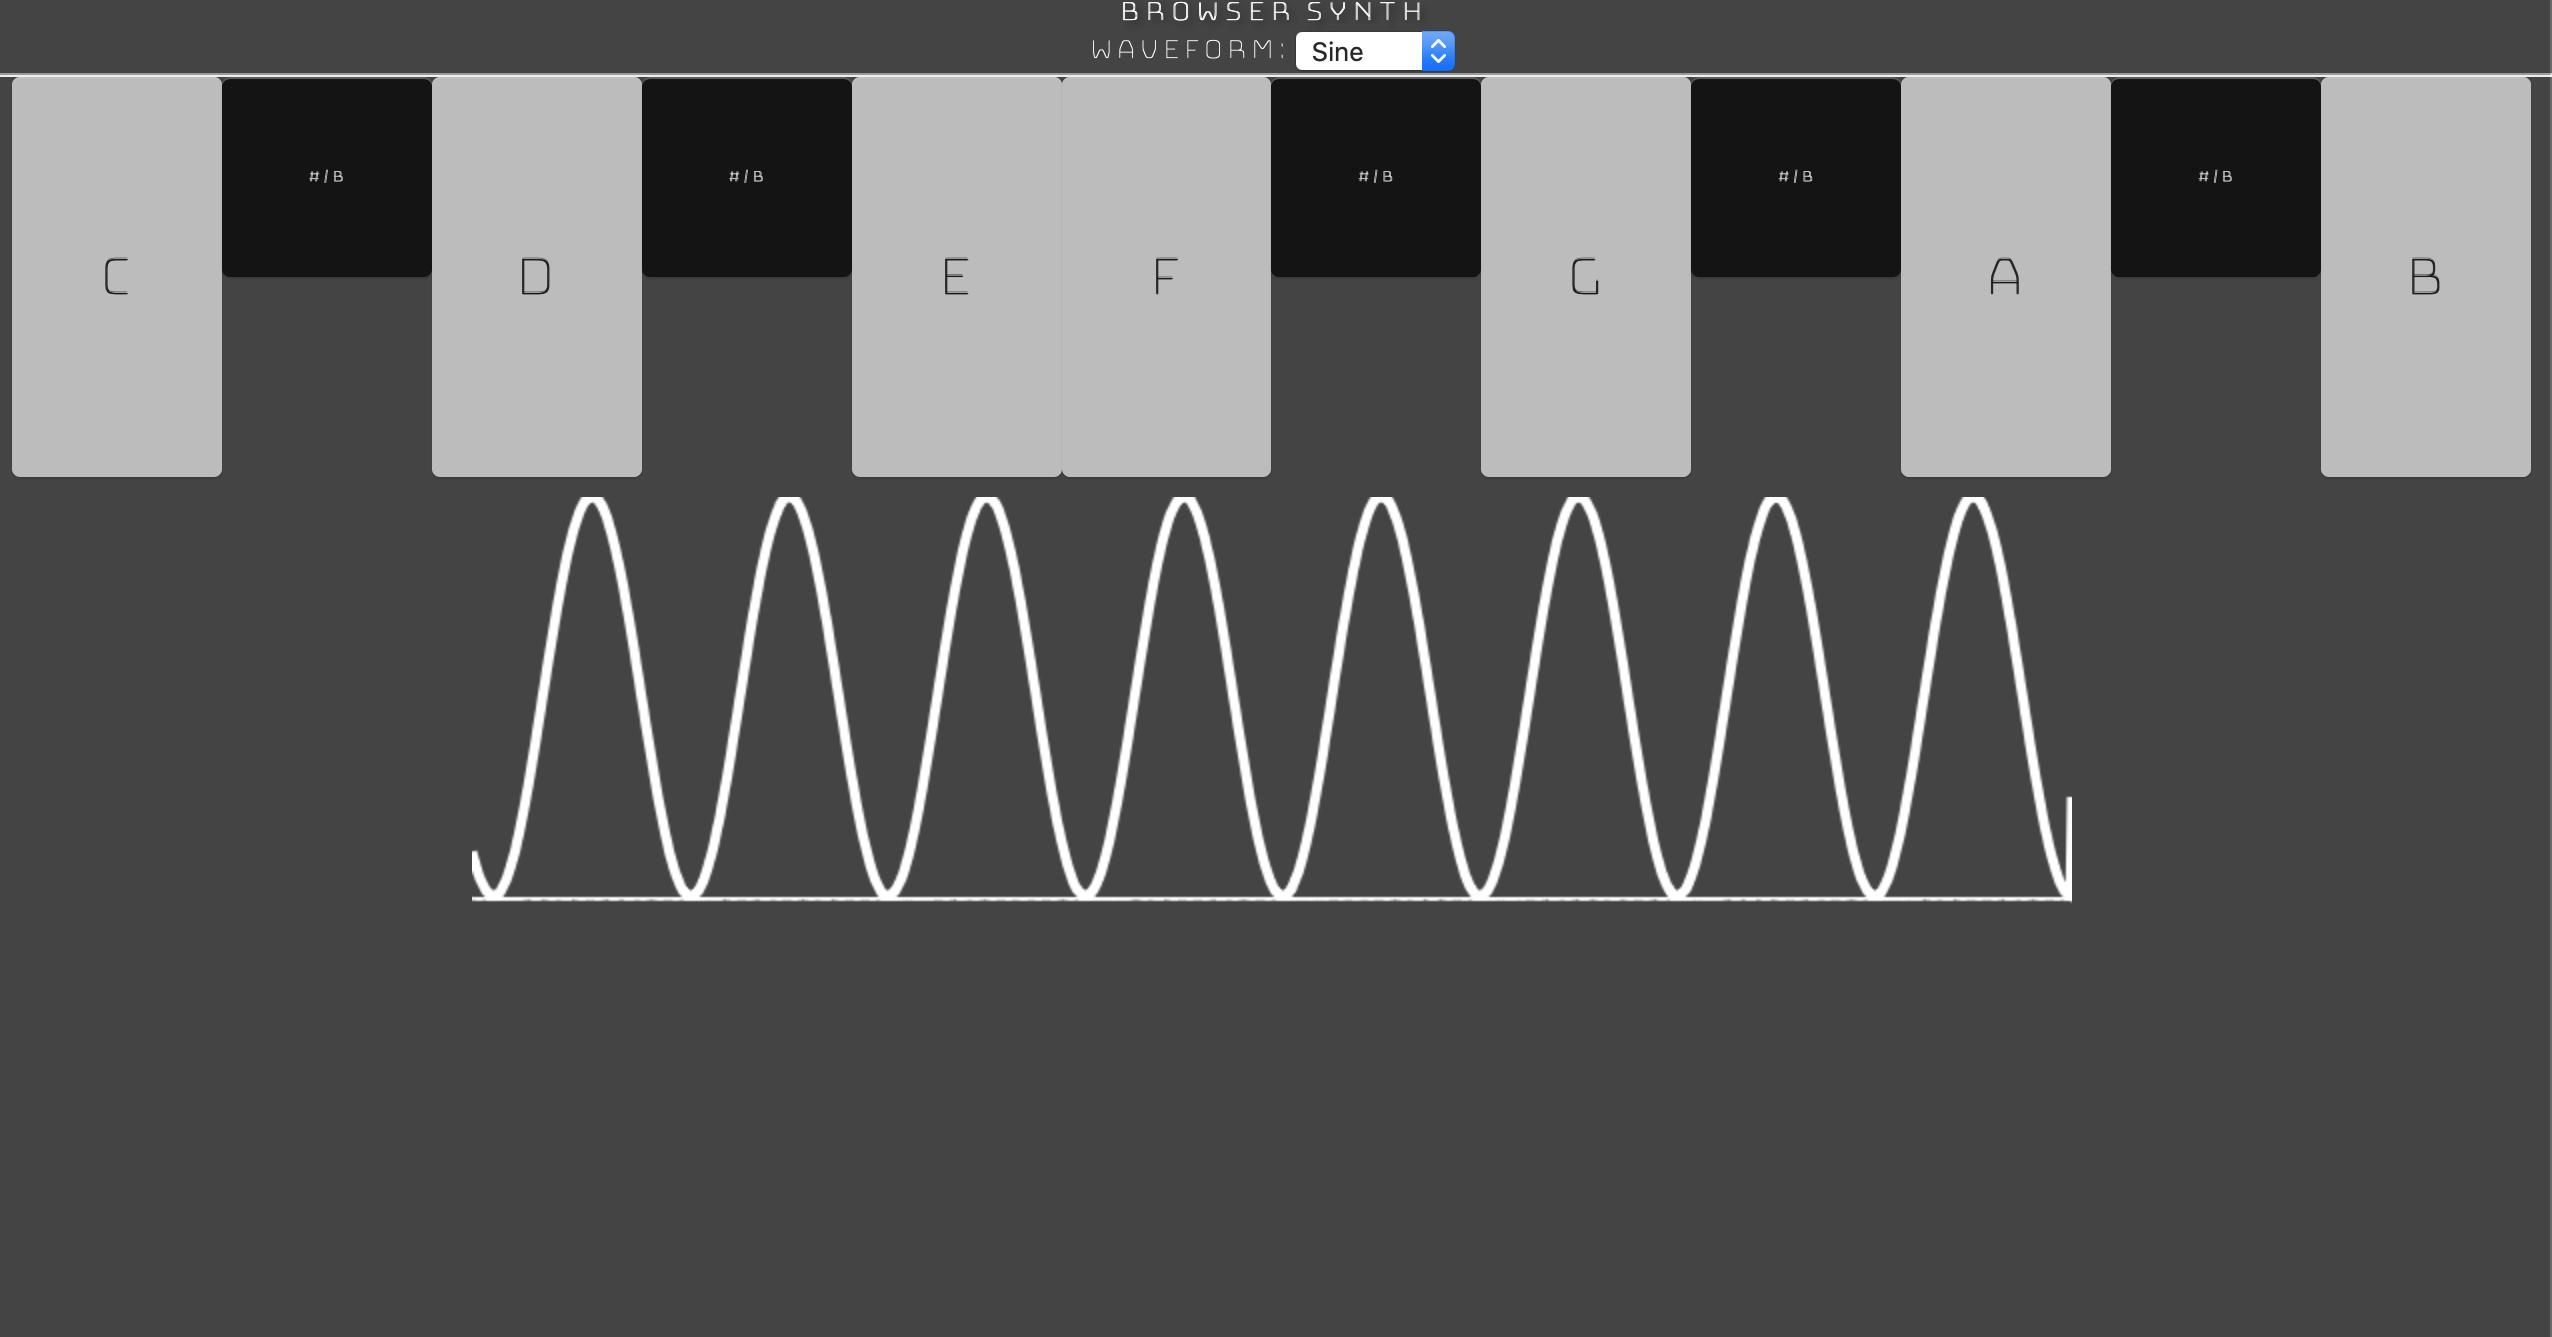 BROWSER SYNTH
WAVEFORM: Sine
#/B #/B #/B #/B #/B
C D E F G A B